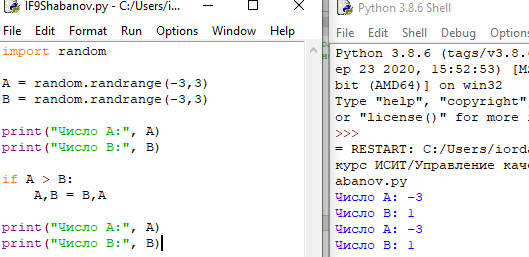 IF9Shabanov.py - C:/Users/i...
File Edit Format Run Options Window Help
import random
A = random.randrange(-3,3)
B = random.randrange(-3,3)
print("Число A:", A)
print("Число B:", B)
if A > B:
A,B = B,A
print("Число A:", A)
print("Число B:", B)
Python 3.8.6 Shell
File Edit Shell Debug Options
Python 3.8.6 (tags/v3.8.
ep 23 2020, 15:52:53) [M
bit (AMD64)] on win32
Type "help", "copyright"
or "license()" for more i
>>>
= RESTART: C:/Users/iorda
курс ИСИТ/Управление кач
abanov.py
Число A: -3
Число B: 1
Число A: -3
Число B: 1